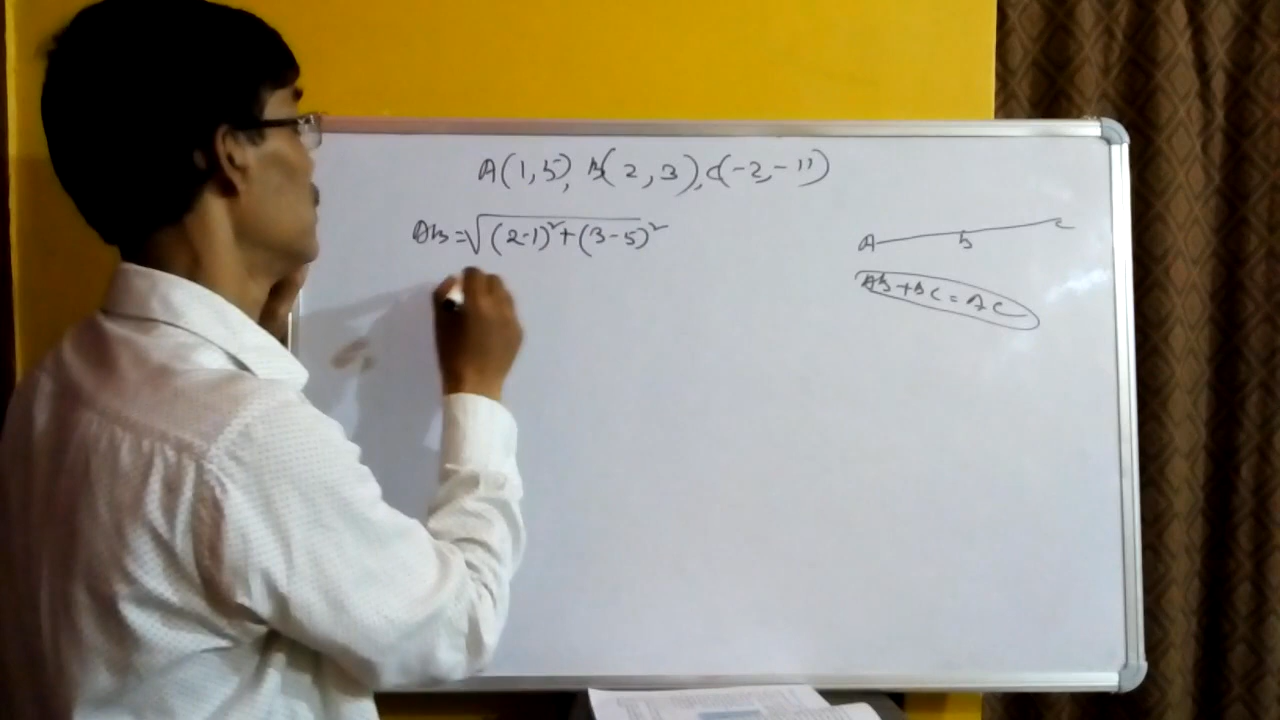 A(1,5), B(2,3), C(-2,-11)
AB=√(2-1)²+(3-5)²
A B C
AB+BC=AC